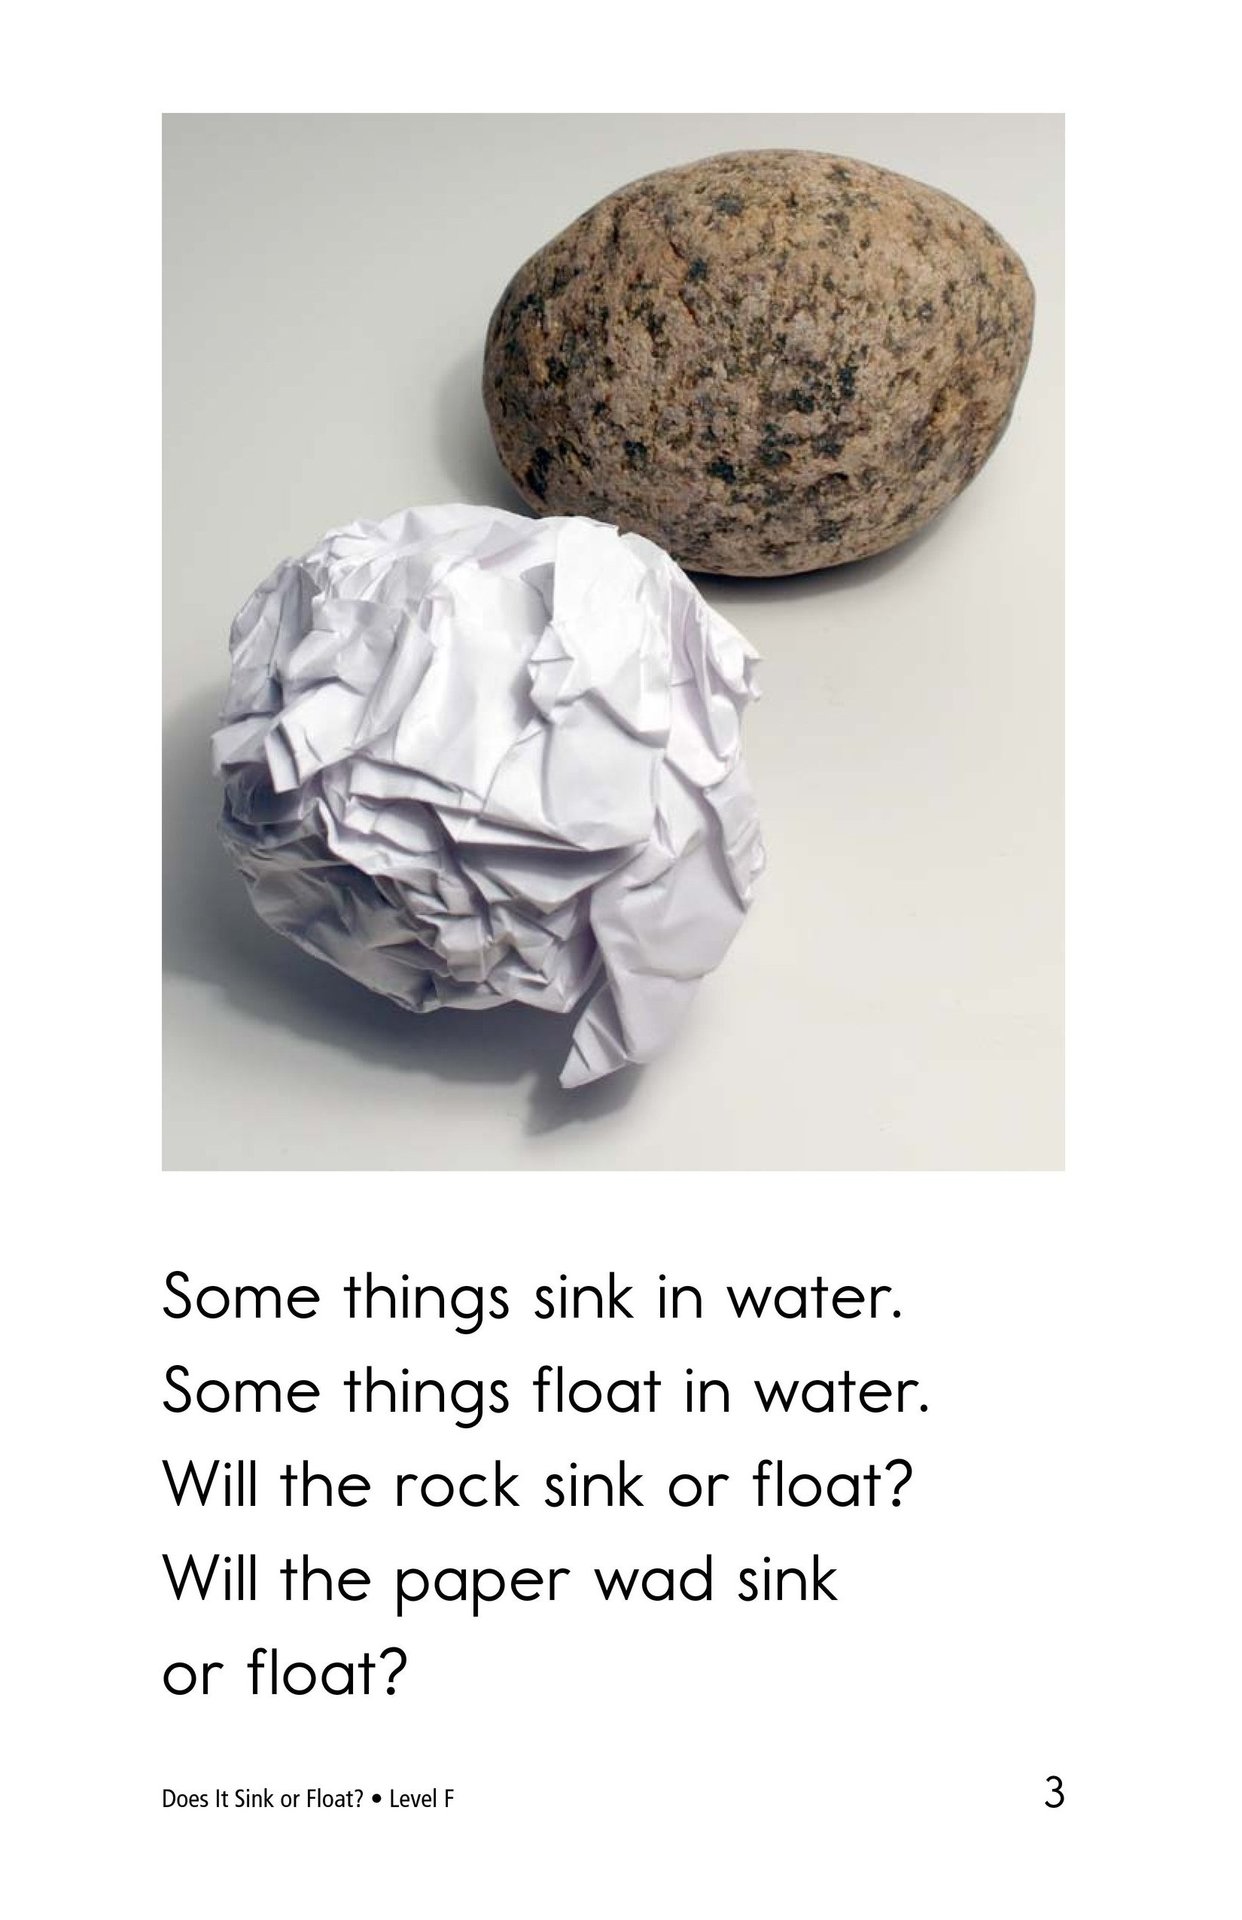 Some things sink in water.
Some things float in water.
Will the rock sink or float?
Will the paper wad sink
or float?
Does It Sink or Float? • Level F
3